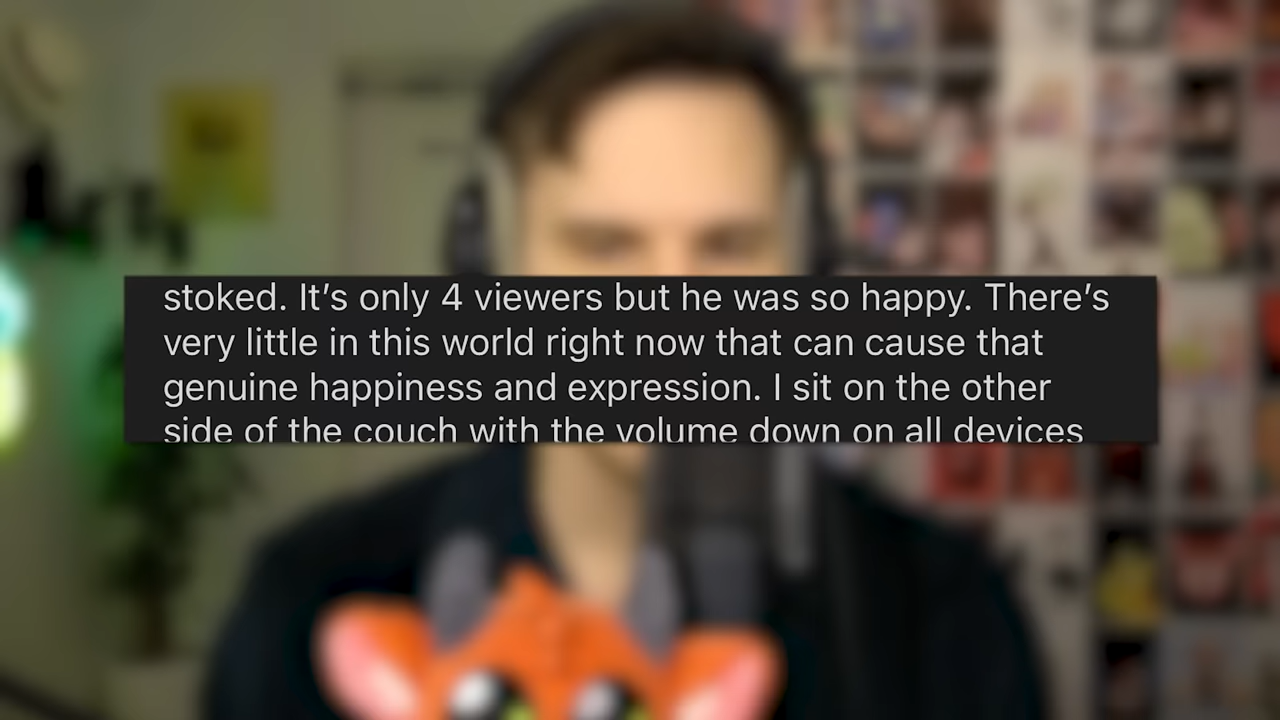 stoked. It’s only 4 viewers but he was so happy. There’s
very little in this world right now that can cause that
genuine happiness and expression. I sit on the other
side of the couch with the volume down on all devices